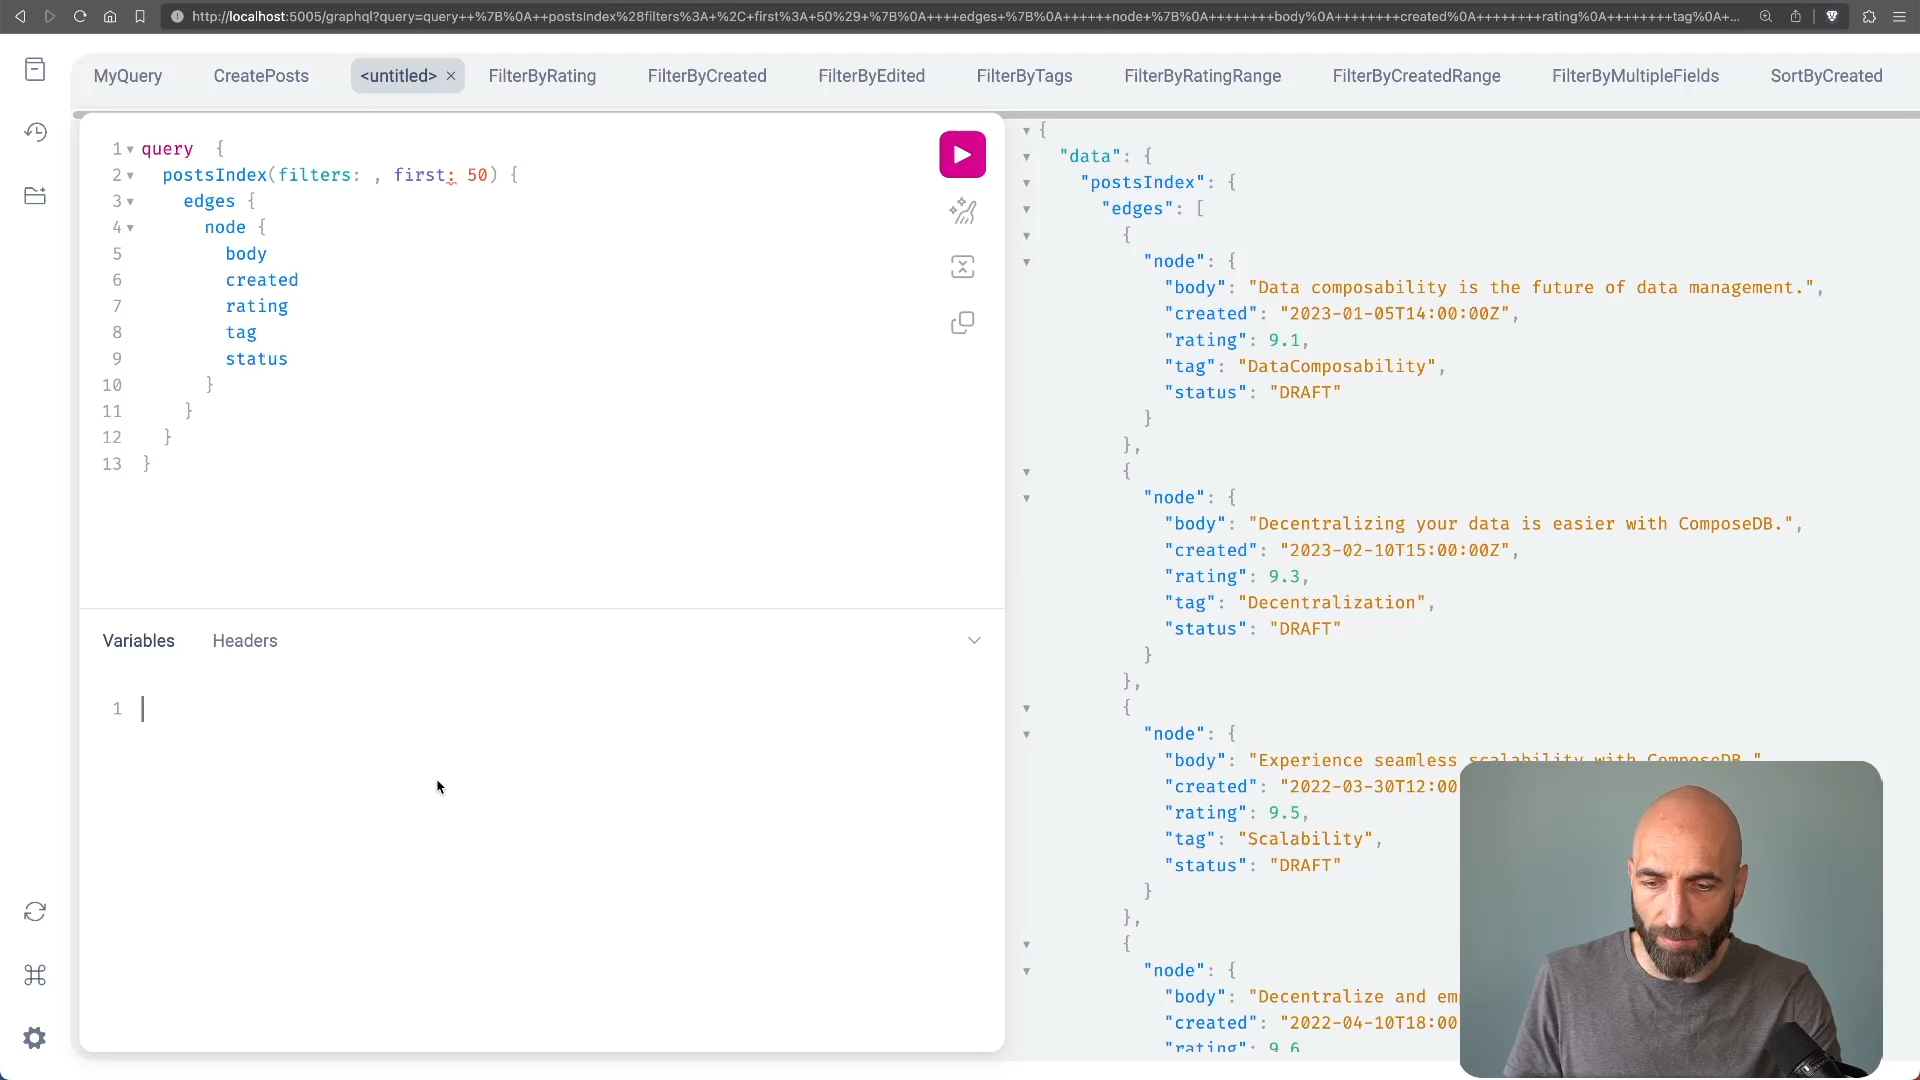 http://localhost:5005/graphql?query=query++%7B%0A++postsIndex%28filters%3A+%2C+first%3A+50%29+%7B%0A++++edges+%7B%0A++++++node+%7B%0A++++++++body%0A++++++++created%0A++++++++rating%0A++++++++tag%0A+...
MyQuery CreatePosts <untitled> × FilterByRating FilterByCreated FilterByEdited FilterByTags FilterByRatingRange FilterByCreatedRange FilterByMultipleFields SortByCreated
1 query {
2 postsIndex(filters: , first: 50) {
3 edges {
4 node {
5 body
6 created
7 rating
8 tag
9 status
10 }
11 }
12 }
13 }
Variables Headers
1
{
"data": {
"postsIndex": {
"edges": [
{
"node": {
"body": "Data composability is the future of data management.",
"created": "2023-01-05T14:00:00Z",
"rating": 9.1,
"tag": "DataComposability",
"status": "DRAFT"
}
},
{
"node": {
"body": "Decentralizing your data is easier with ComposeDB.",
"created": "2023-02-10T15:00:00Z",
"rating": 9.3,
"tag": "Decentralization",
"status": "DRAFT"
}
},
{
"node": {
"body": "Experience seamless scalability with ComposeDB."
"created": "2022-03-30T12:00
"rating": 9.5,
"tag": "Scalability",
"status": "DRAFT"
}
},
{
"node": {
"body": "Decentralize and em
"created": "2022-04-10T18:00
"rating": 9.6